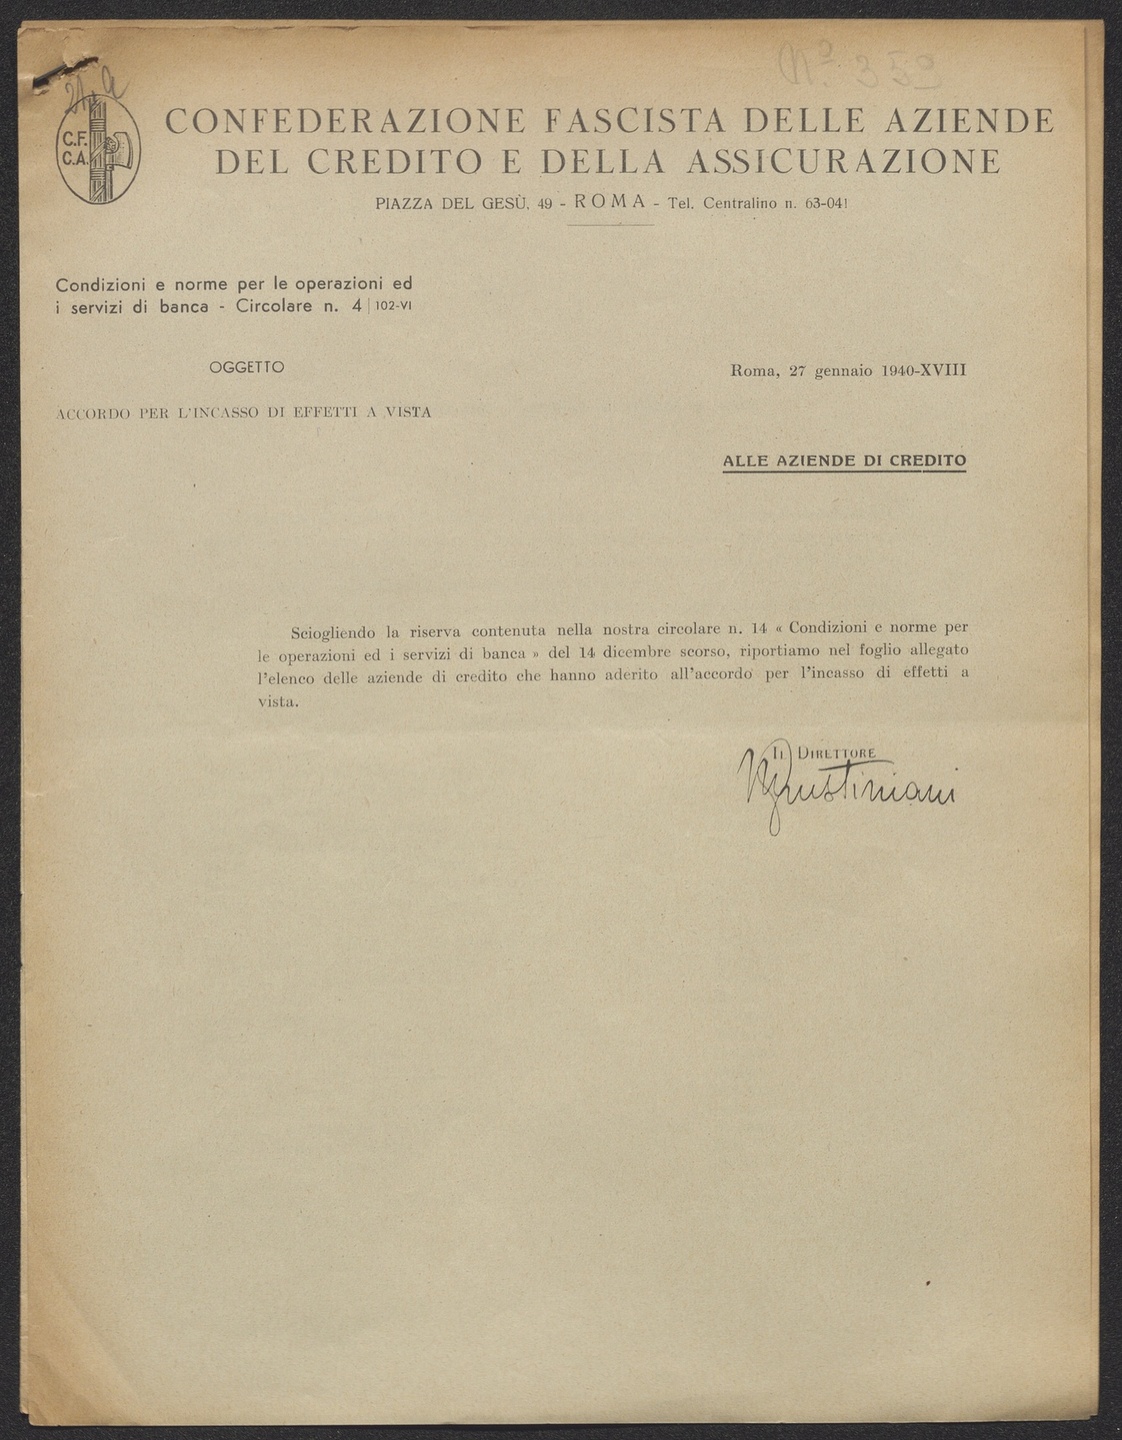 Nº 359
21 a
C.F.
C.A.
CONFEDERAZIONE FASCISTA DELLE AZIENDE
DEL CREDITO E DELLA ASSICURAZIONE
PIAZZA DEL GESÙ, 49 - ROMA - Tel. Centralino n. 63-041
Condizioni e norme per le operazioni ed
i servizi di banca - Circolare n. 4 | 102-VI
OGGETTO
Roma, 27 gennaio 1940-XVIII
ACCORDO PER L'INCASSO DI EFFETTI A VISTA
ALLE AZIENDE DI CREDITO
Sciogliendo la riserva contenuta nella nostra circolare n. 14 « Condizioni e norme per
le operazioni ed i servizi di banca » del 14 dicembre scorso, riportiamo nel foglio allegato
l'elenco delle aziende di credito che hanno aderito all'accordo per l'incasso di effetti a
vista.
IL DIRETTORE
Giustiniani